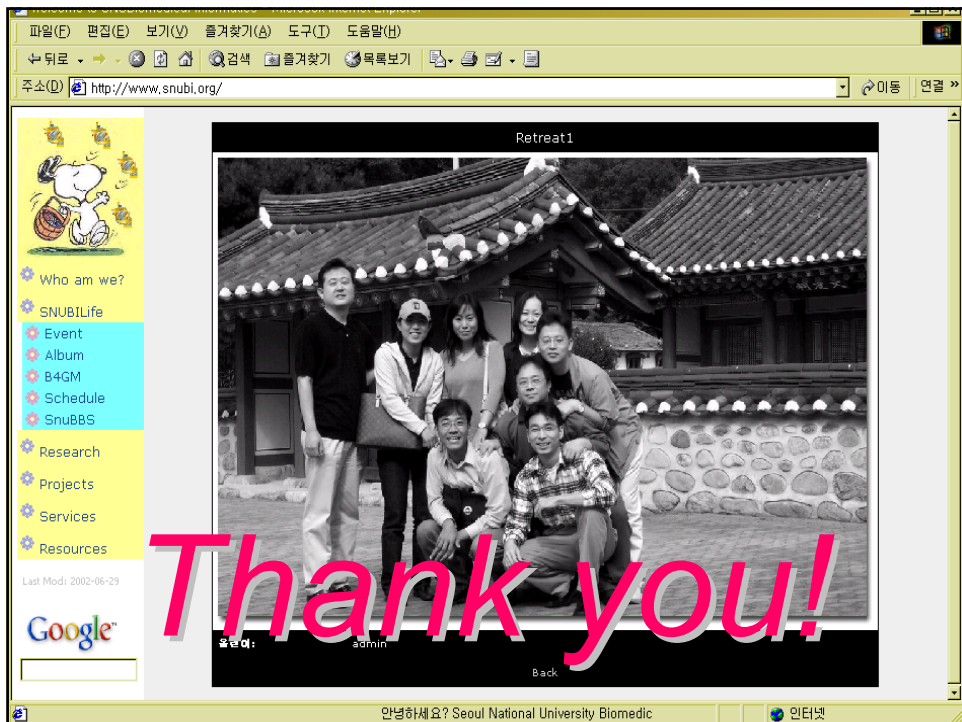 파일(F) 편집(E) 보기(V) 즐겨찾기(A) 도구(T) 도움말(H)
뒤로 검색 즐겨찾기 목록보기
주소(D) http://www.snubi.org/ 이동 연결 »
Retreat1
Who am we?
SNUBILife
Event
Album
B4GM
Schedule
SnuBBS
Research
Projects
Services
Resources
Last Mod: 2002-06-29
Google™
Thank you!
올린이: admin
Back
안녕하세요? Seoul National University Biomedic 인터넷